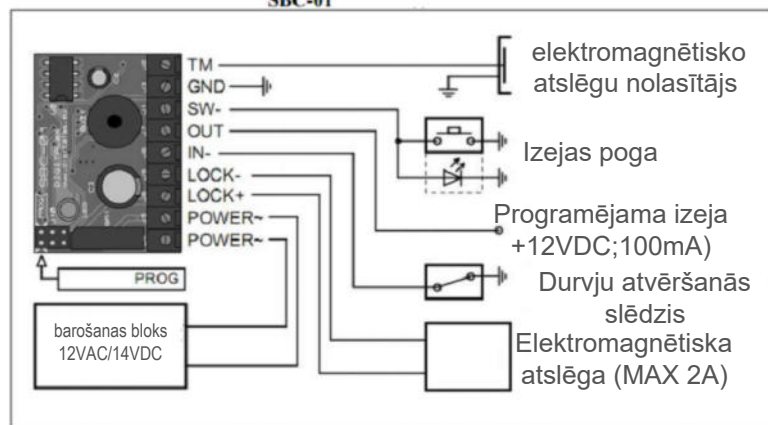 SBC-01
TM
GND
SW-
OUT
IN-
LOCK-
LOCK+
POWER~
POWER~
PROG
barošanas bloks
12VAC/14VDC
elektromagnētisko
atslēgu nolasītājs
Izejas poga
Programējama izeja
+12VDC;100mA)
Durvju atvēršanās
slēdzis
Elektromagnētiska
atslēga (MAX 2A)